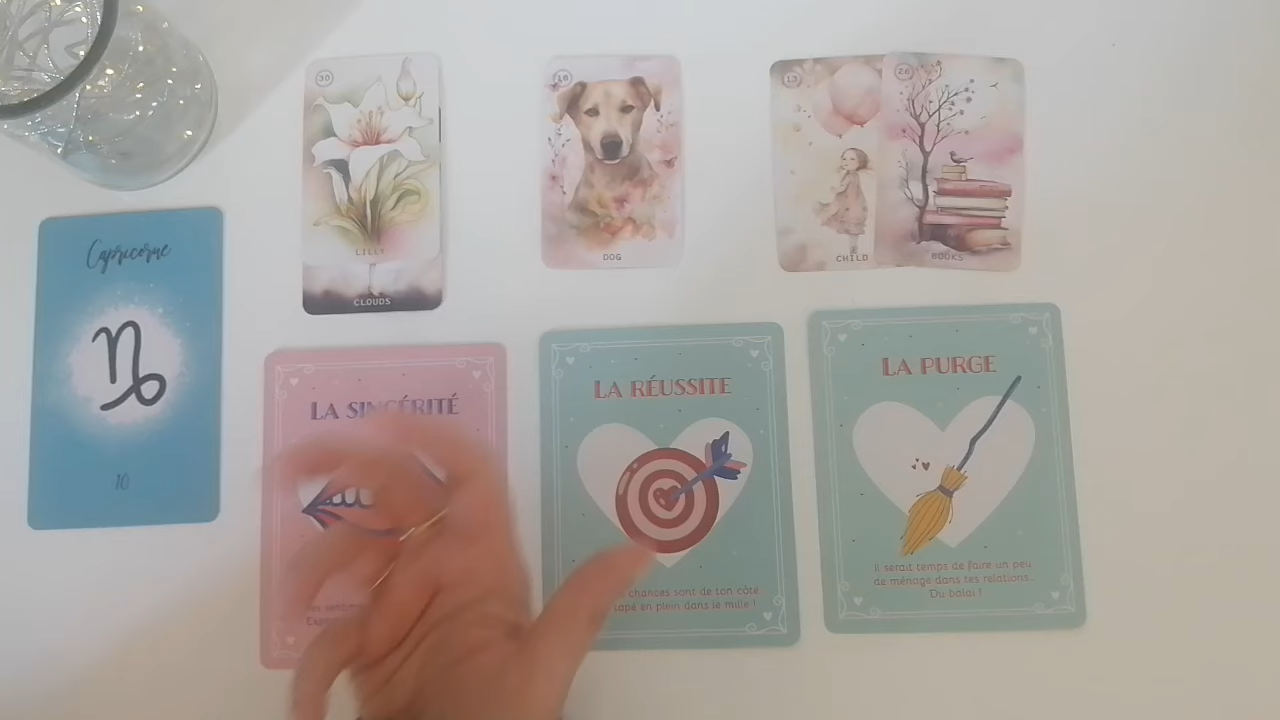 30
LILLY
CLOUDS
18
DOG
13
CHILD
26
BOOKS
Capricorne
10
LA SINCÉRITÉ
LA RÉUSSITE
chances sont de ton côté
en plein dans le mille !
LA PURGE
Il serait temps de faire un peu
de ménage dans tes relations...
Du balai !